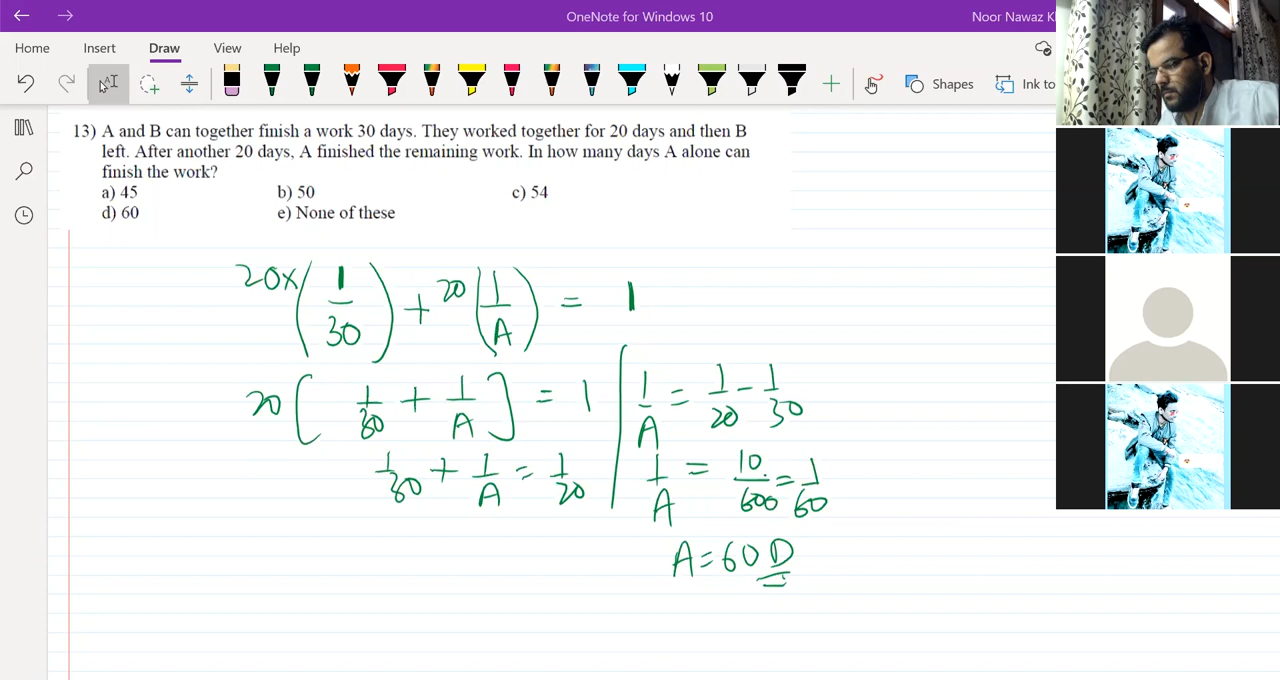 OneNote for Windows 10
Noor Nawaz Kh
Home Insert Draw View Help
Shapes Ink to
13) A and B can together finish a work 30 days. They worked together for 20 days and then B
left. After another 20 days, A finished the remaining work. In how many days A alone can
finish the work?
a) 45 b) 50 c) 54
d) 60 e) None of these
20×(1/30) + 20(1/A) = 1
20[1/30 + 1/A] = 1
1/30 + 1/A = 1/20
1/A = 1/20 - 1/30
1/A = 10/600 = 1/60
A = 60 D